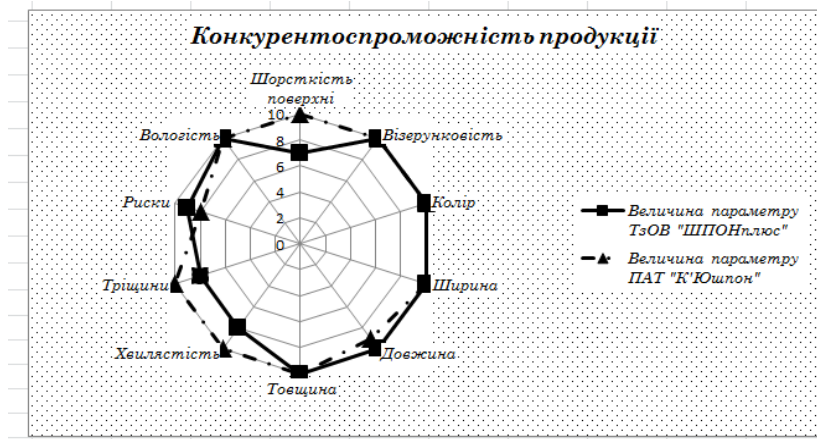 Конкурентоспроможність продукції
Шорсткість
поверхні
Візерунковість
Колір
Ширина
Довжина
Товщина
Хвилястість
Тріщини
Риски
Вологість
10
8
6
4
2
0
Величина параметру
ТзОВ "ШПОНплюс"
Величина параметру
ПАТ "К'Юшпон"